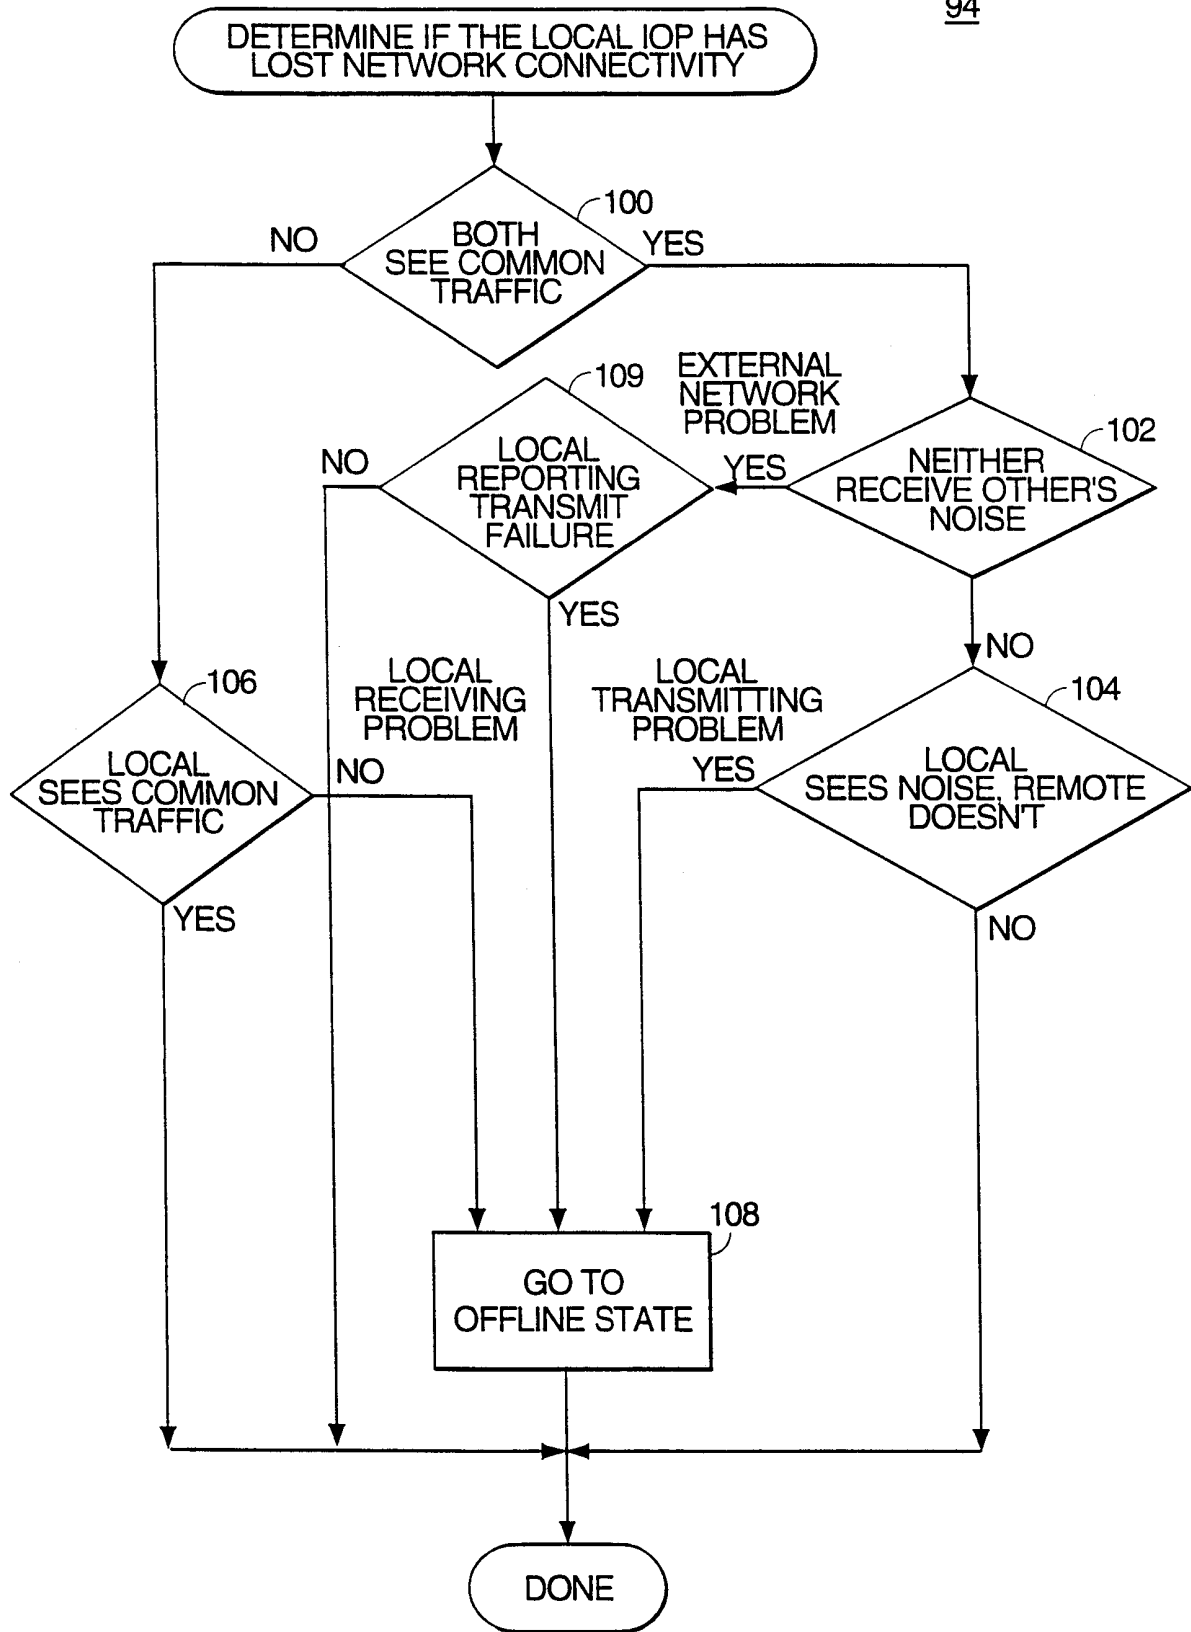 94
DETERMINE IF THE LOCAL IOP HAS
LOST NETWORK CONNECTIVITY
100
NO
BOTH
SEE COMMON
TRAFFIC
YES
EXTERNAL
NETWORK
PROBLEM
109
102
NO
LOCAL
REPORTING
TRANSMIT
FAILURE
YES
NEITHER
RECEIVE OTHER'S
NOISE
YES
NO
106
LOCAL
RECEIVING
PROBLEM
LOCAL
TRANSMITTING
PROBLEM
104
LOCAL
SEES COMMON
TRAFFIC
NO
YES
LOCAL
SEES NOISE, REMOTE
DOESN'T
YES
NO
108
GO TO
OFFLINE STATE
DONE